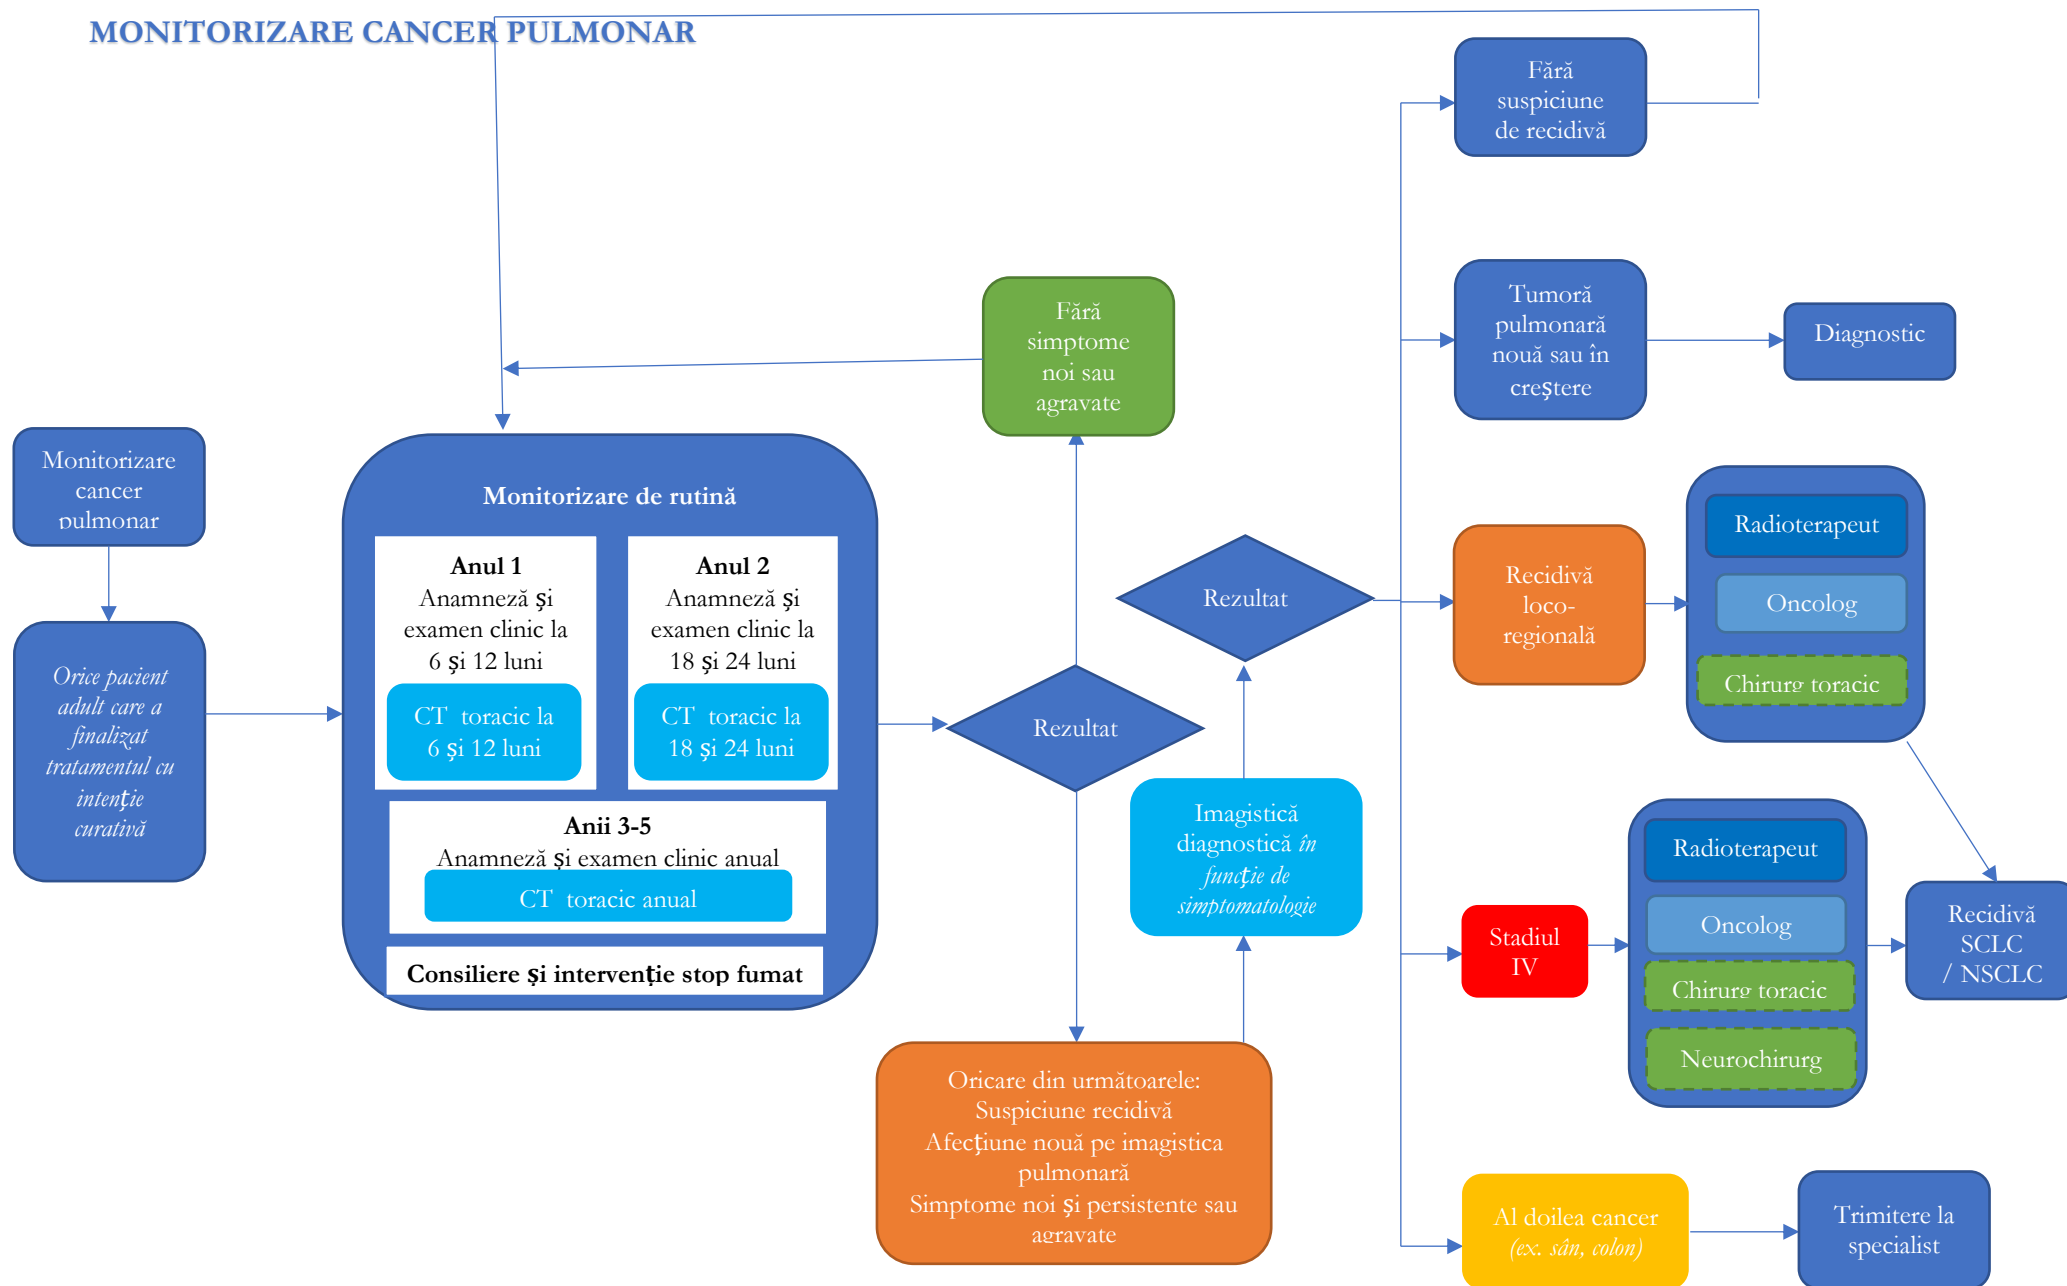 MONITORIZARE CANCER PULMONAR
Monitorizare
cancer
pulmonar
Orice pacient
adult care a
finalizat
tratamentul cu
intenție
curativă
Monitorizare de rutină
Anul 1
Anamneză și
examen clinic la
6 și 12 luni
CT toracic la
6 și 12 luni
Anul 2
Anamneză și
examen clinic la
18 și 24 luni
CT toracic la
18 și 24 luni
Anii 3-5
Anamneză și examen clinic anual
CT toracic anual
Consiliere și intervenție stop fumat
Fără
simptome
noi sau
agravate
Rezultat
Oricare din următoarele:
Suspiciune recidivă
Afecțiune nouă pe imagistica
pulmonară
Simptome noi și persistente sau
agravate
Imagistică
diagnostică în
funcție de
simptomatologie
Rezultat
Fără
suspiciune
de recidivă
Tumoră
pulmonară
nouă sau în
creștere
Diagnostic
Recidivă
loco-
regională
Radioterapeut
Oncolog
Chirurg toracic
Stadiul
IV
Radioterapeut
Oncolog
Chirurg toracic
Neurochirurg
Recidivă
SCLC
/ NSCLC
Al doilea cancer
(ex. sân, colon)
Trimitere la
specialist